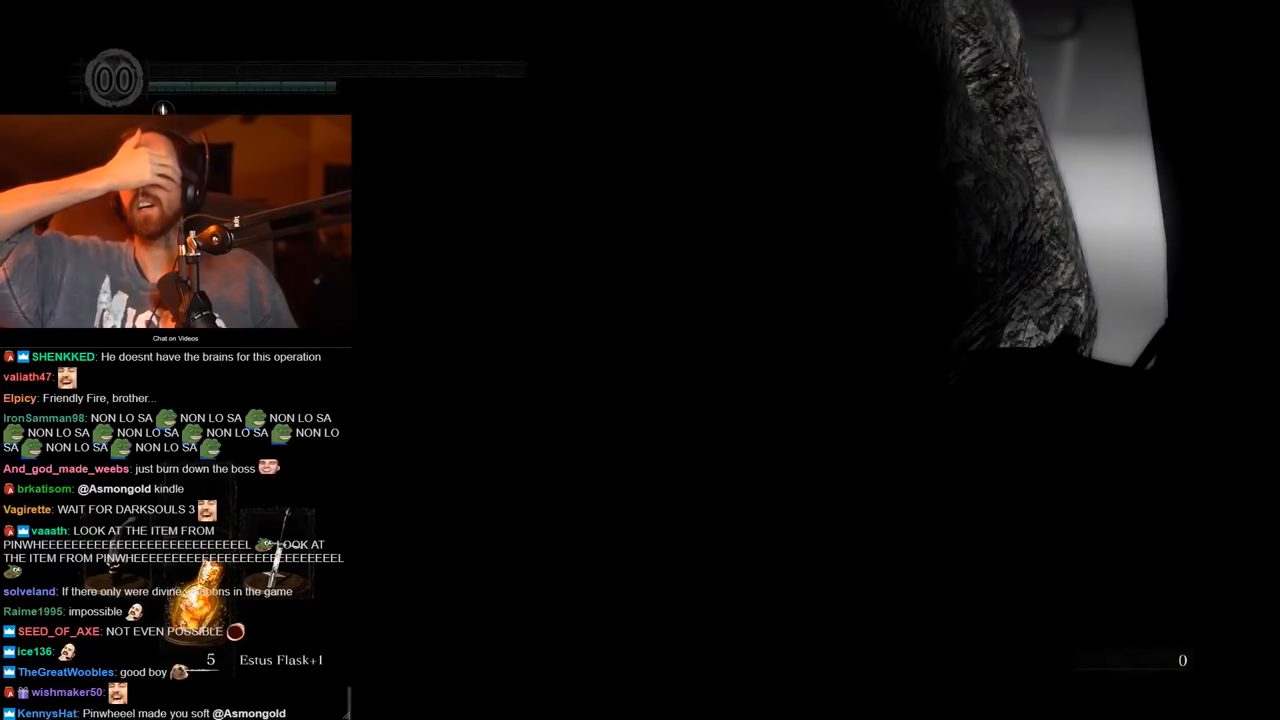 00
Chat on Videos
SHENKKED: He doesnt have the brains for this operation
valiath47:
Elpicy: Friendly Fire, brother...
IronSamman98: NON LO SA NON LO SA NON LO SA
NON LO SA NON LO SA NON LO SA NON LO
SA NON LO SA NON LO SA
And_god_made_weebs: just burn down the boss
brkatisom: @Asmongold kindle
Vagirette: WAIT FOR DARKSOULS 3
vaaath: LOOK AT THE ITEM FROM
PINWHEEEEEEEEEEEEEEEEEEEEEEEEEEL LOOK AT
THE ITEM FROM PINWHEEEEEEEEEEEEEEEEEEEEEEEEEEL
solveland: If there only were divine weapons in the game
Raime1995: impossible
SEED_OF_AXE: NOT EVEN POSSIBLE
ice136:
TheGreatWoobles: good boy
5 Estus Flask+1
0
wishmaker50:
KennysHat: Pinwheeel made you soft @Asmongold